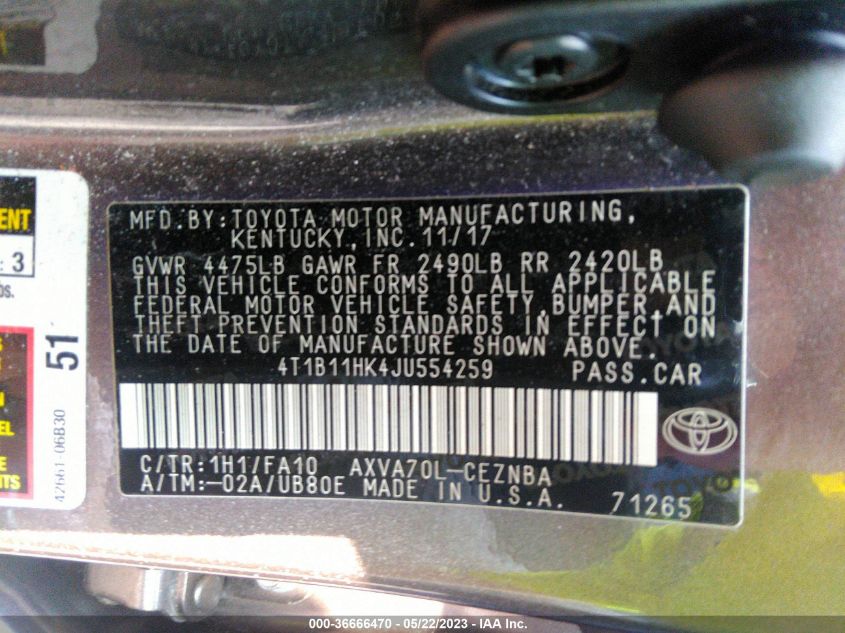 MFD. BY: TOYOTA MOTOR MANUFACTURING,
KENTUCKY, INC. 11/17
GVWR 4475LB GAWR FR 2490LB RR 2420LB
THIS VEHICLE CONFORMS TO ALL APPLICABLE
FEDERAL MOTOR VEHICLE SAFETY, BUMPER, AND
THEFT PREVENTION STANDARDS IN EFFECT ON
THE DATE OF MANUFACTURE SHOWN ABOVE.
4T1B11HK4JU554259 PASS. CAR
C/TR: 1H1/FA10 AXVA70L-CEZNBA
A/TM: -02A/UB80E MADE IN U.S.A. 71265
: 3
51
42661-06B30
000-36666470 - 05/22/2023 - IAA Inc.